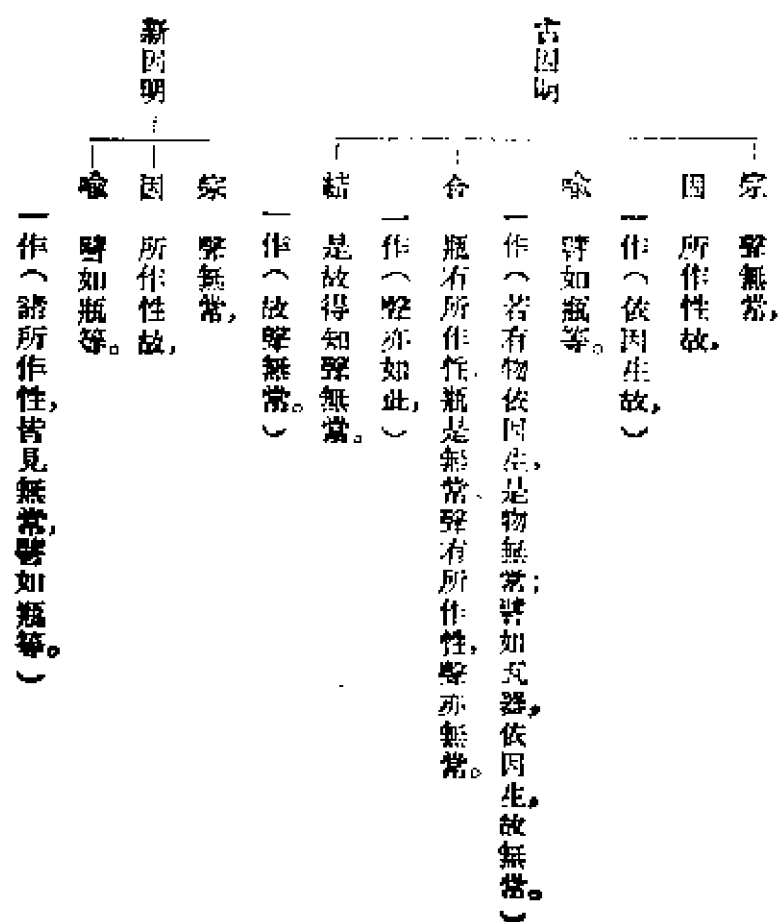 古因明
宗 聲無常，
因 所作性故，
一作（依因生故，）
喩 譬如瓶等。
一作（若有物依因生，是物無常；譬如瓦器，依因生，故無常。）
合 瓶有所作性、瓶是無常、聲有所作性，聲亦無常。
一作（聲亦如此，）
結 是故得知聲無常。
一作（故聲無常。）
新因明
宗 聲無常，
因 所作性故，
喩 譬如瓶等。
一作（諸所作性，皆見無常，譬如瓶等。）